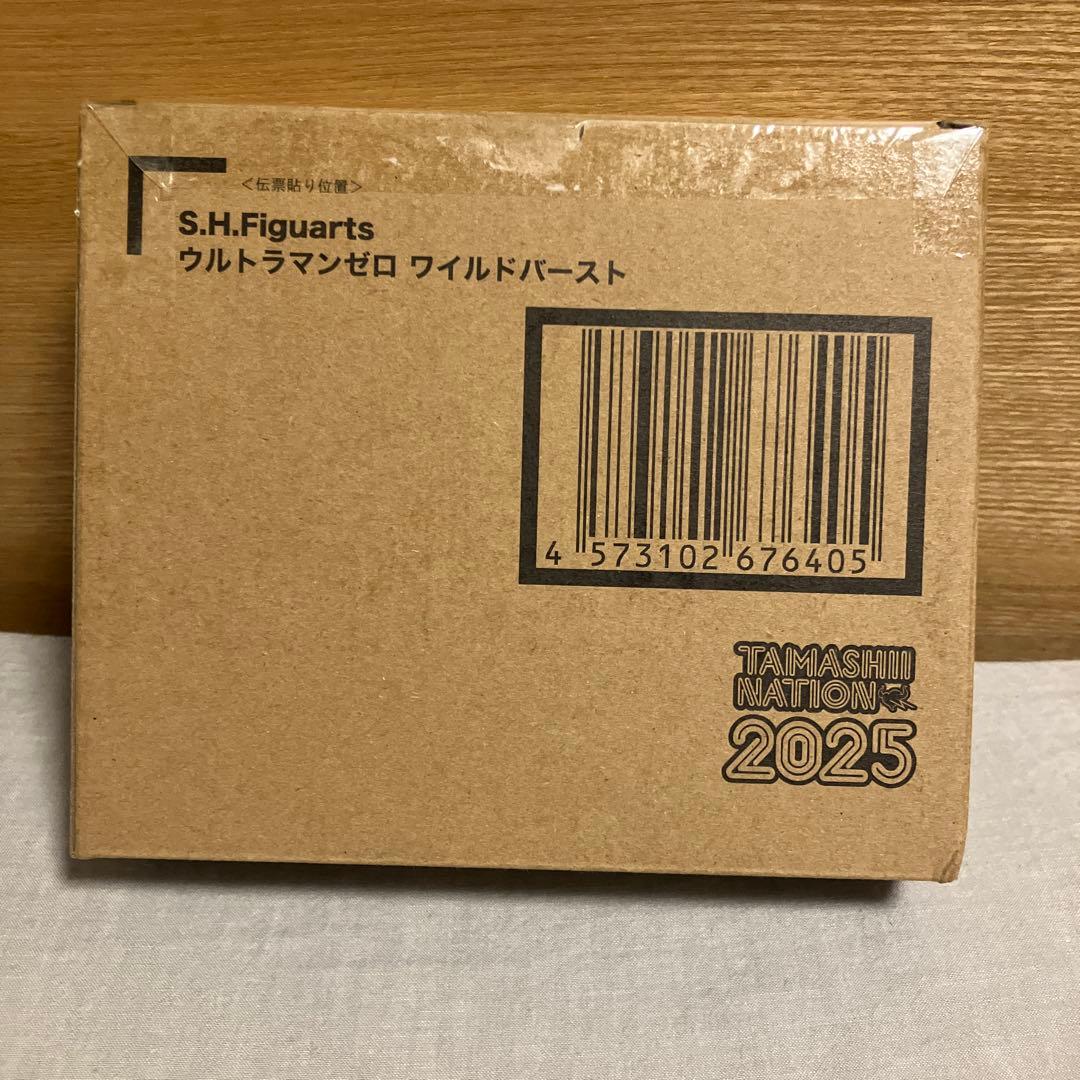 ＜伝票貼り位置＞
S.H.Figuarts
ウルトラマンゼロ ワイルドバースト
4 573102 676405
TAMASHII
NATION
2025